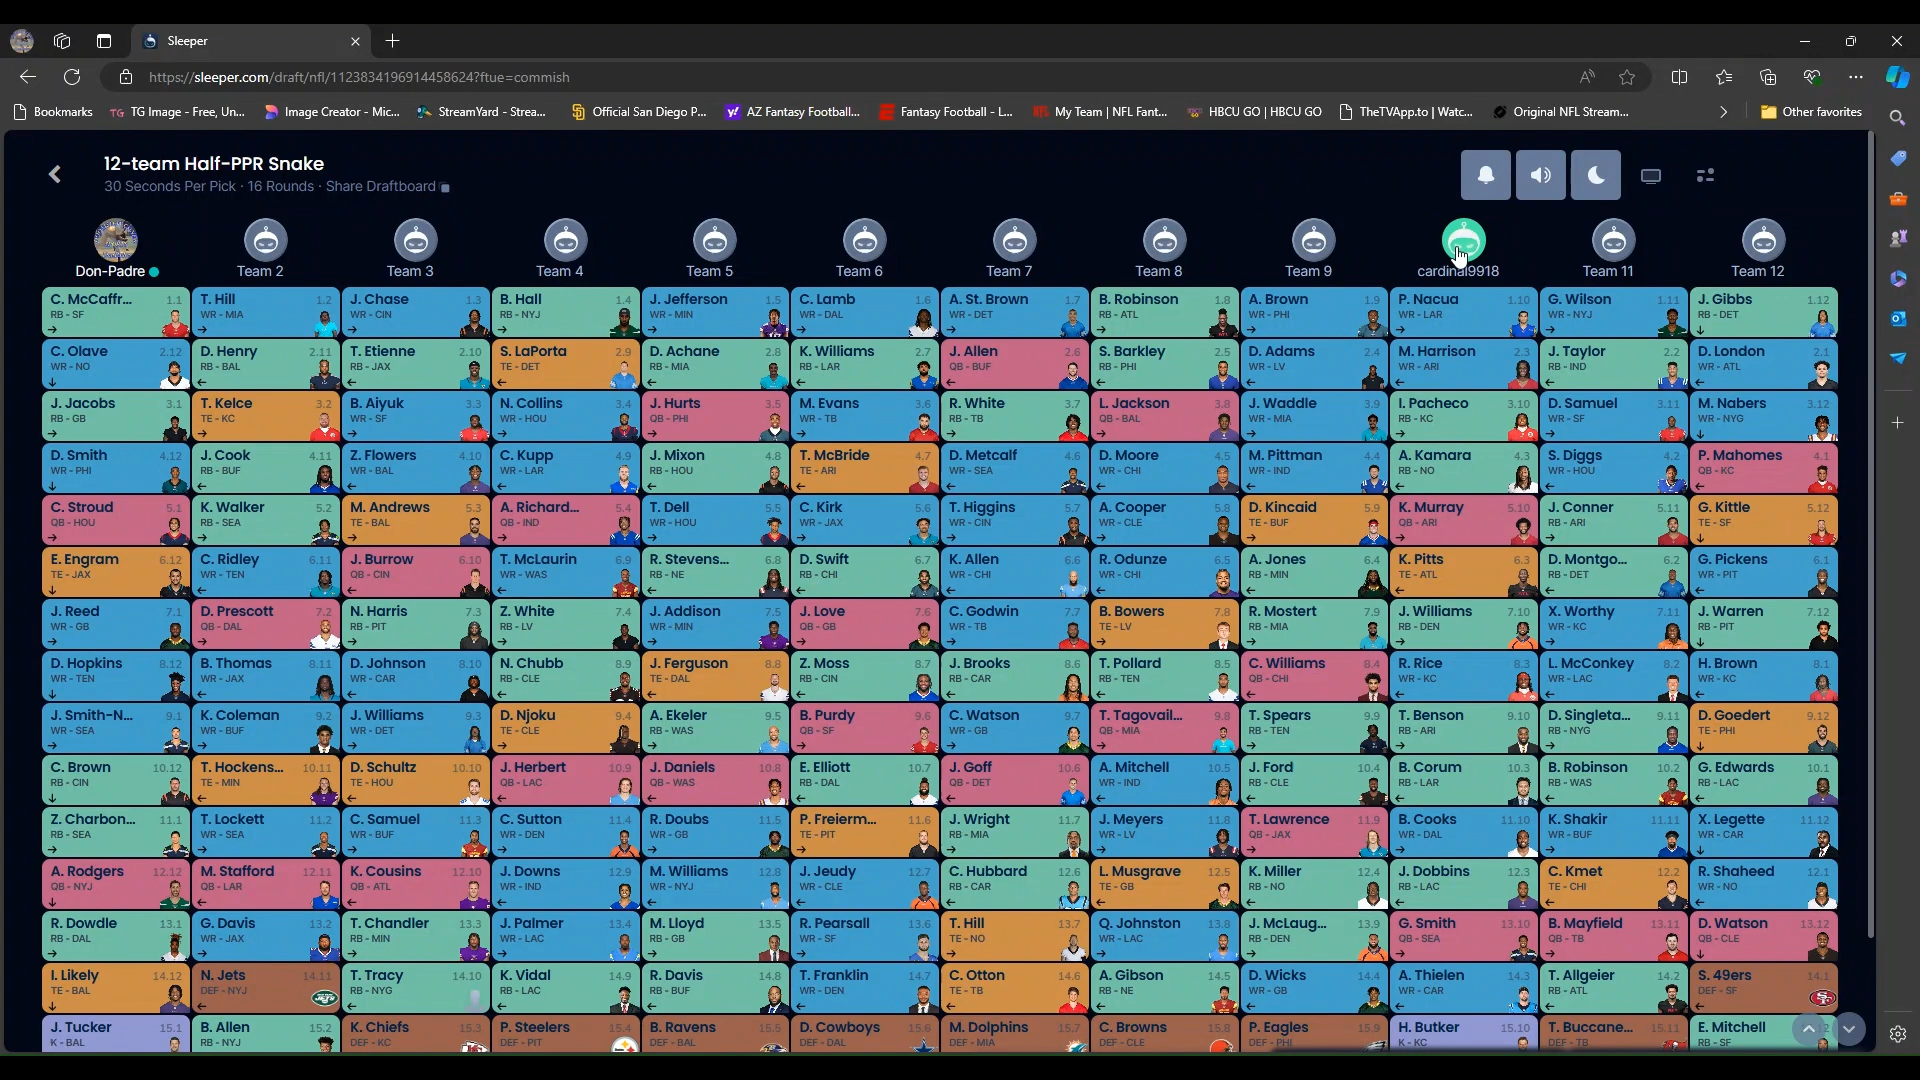 Sleeper
https://sleeper.com/draft/nfl/1123834196914458624?ftue=commish
Bookmarks TG Image - Free, Un... Image Creator - Mic... StreamYard - Strea... Official San Diego P... AZ Fantasy Football... Fantasy Football - L... My Team | NFL Fant... HBCU GO | HBCU GO TheTVApp.to | Watc... Original NFL Stream... Other favorites
12-team Half-PPR Snake
30 Seconds Per Pick · 16 Rounds · Share Draftboard
Don-Padre Team 2 Team 3 Team 4 Team 5 Team 6 Team 7 Team 8 Team 9 cardinal9918 Team 11 Team 12
C. McCaffr... 1.1 T. Hill 1.2 J. Chase 1.3 B. Hall 1.4 J. Jefferson 1.5 C. Lamb 1.6 A. St. Brown 1.7 B. Robinson 1.8 A. Brown 1.9 P. Nacua 1.10 G. Wilson 1.11 J. Gibbs 1.12
RB - SF WR - MIA WR - CIN RB - NYJ WR - MIN WR - DAL WR - DET RB - ATL WR - PHI WR - LAR WR - NYJ RB - DET
C. Olave 2.12 D. Henry 2.11 T. Etienne 2.10 S. LaPorta 2.9 D. Achane 2.8 K. Williams 2.7 J. Allen 2.6 S. Barkley 2.5 D. Adams 2.4 M. Harrison 2.3 J. Taylor 2.2 D. London 2.1
WR - NO RB - BAL RB - JAX TE - DET RB - MIA RB - LAR QB - BUF RB - PHI WR - LV WR - ARI RB - IND WR - ATL
J. Jacobs 3.1 T. Kelce 3.2 B. Aiyuk 3.3 N. Collins 3.4 J. Hurts 3.5 M. Evans 3.6 R. White 3.7 L. Jackson 3.8 J. Waddle 3.9 I. Pacheco 3.10 D. Samuel 3.11 M. Nabers 3.12
RB - GB TE - KC WR - SF WR - HOU QB - PHI WR - TB RB - TB QB - BAL WR - MIA RB - KC WR - SF WR - NYG
D. Smith 4.12 J. Cook 4.11 Z. Flowers 4.10 C. Kupp 4.9 J. Mixon 4.8 T. McBride 4.7 D. Metcalf 4.6 D. Moore 4.5 M. Pittman 4.4 A. Kamara 4.3 S. Diggs 4.2 P. Mahomes 4.1
WR - PHI RB - BUF WR - BAL WR - LAR RB - HOU TE - ARI WR - SEA WR - CHI WR - IND RB - NO WR - HOU QB - KC
C. Stroud 5.1 K. Walker 5.2 M. Andrews 5.3 A. Richard... 5.4 T. Dell 5.5 C. Kirk 5.6 T. Higgins 5.7 A. Cooper 5.8 D. Kincaid 5.9 K. Murray 5.10 J. Conner 5.11 G. Kittle 5.12
QB - HOU RB - SEA TE - BAL QB - IND WR - HOU WR - JAX WR - CIN WR - CLE TE - BUF QB - ARI RB - ARI TE - SF
E. Engram 6.12 C. Ridley 6.11 J. Burrow 6.10 T. McLaurin 6.9 R. Stevens... 6.8 D. Swift 6.7 K. Allen 6.6 R. Odunze 6.5 A. Jones 6.4 K. Pitts 6.3 D. Montgo... 6.2 G. Pickens 6.1
TE - JAX WR - TEN QB - CIN WR - WAS RB - NE RB - CHI WR - CHI WR - CHI RB - MIN TE - ATL RB - DET WR - PIT
J. Reed 7.1 D. Prescott 7.2 N. Harris 7.3 Z. White 7.4 J. Addison 7.5 J. Love 7.6 C. Godwin 7.7 B. Bowers 7.8 R. Mostert 7.9 J. Williams 7.10 X. Worthy 7.11 J. Warren 7.12
WR - GB QB - DAL RB - PIT RB - LV WR - MIN QB - GB WR - TB TE - LV RB - MIA RB - DEN WR - KC RB - PIT
D. Hopkins 8.12 B. Thomas 8.11 D. Johnson 8.10 N. Chubb 8.9 J. Ferguson 8.8 Z. Moss 8.7 J. Brooks 8.6 T. Pollard 8.5 C. Williams 8.4 R. Rice 8.3 L. McConkey 8.2 H. Brown 8.1
WR - TEN WR - JAX WR - CAR RB - CLE TE - DAL RB - CIN RB - CAR RB - TEN QB - CHI WR - KC WR - LAC WR - KC
J. Smith-N... 9.1 K. Coleman 9.2 J. Williams 9.3 D. Njoku 9.4 A. Ekeler 9.5 B. Purdy 9.6 C. Watson 9.7 T. Tagovail... 9.8 T. Spears 9.9 T. Benson 9.10 D. Singleta... 9.11 D. Goedert 9.12
WR - SEA WR - BUF WR - DET TE - CLE RB - WAS QB - SF WR - GB QB - MIA RB - TEN RB - ARI RB - NYG TE - PHI
C. Brown 10.12 T. Hockens... 10.11 D. Schultz 10.10 J. Herbert 10.9 J. Daniels 10.8 E. Elliott 10.7 J. Goff 10.6 A. Mitchell 10.5 J. Ford 10.4 B. Corum 10.3 B. Robinson 10.2 G. Edwards 10.1
RB - CIN TE - MIN TE - HOU QB - LAC QB - WAS RB - DAL QB - DET WR - IND RB - CLE RB - LAR RB - WAS RB - LAC
Z. Charbon... 11.1 T. Lockett 11.2 C. Samuel 11.3 C. Sutton 11.4 R. Doubs 11.5 P. Freierm... 11.6 J. Wright 11.7 J. Meyers 11.8 T. Lawrence 11.9 B. Cooks 11.10 K. Shakir 11.11 X. Legette 11.12
RB - SEA WR - SEA WR - BUF WR - DEN WR - GB TE - PIT RB - MIA WR - LV QB - JAX WR - DAL WR - BUF WR - CAR
A. Rodgers 12.12 M. Stafford 12.11 K. Cousins 12.10 J. Downs 12.9 M. Williams 12.8 J. Jeudy 12.7 C. Hubbard 12.6 L. Musgrave 12.5 K. Miller 12.4 J. Dobbins 12.3 C. Kmet 12.2 R. Shaheed 12.1
QB - NYJ QB - LAR QB - ATL WR - IND WR - NYJ WR - CLE RB - CAR TE - GB RB - NO RB - LAC TE - CHI WR - NO
R. Dowdle 13.1 G. Davis 13.2 T. Chandler 13.3 J. Palmer 13.4 M. Lloyd 13.5 R. Pearsall 13.6 T. Hill 13.7 Q. Johnston 13.8 J. McLaug... 13.9 G. Smith 13.10 B. Mayfield 13.11 D. Watson 13.12
RB - DAL WR - JAX RB - MIN WR - LAC RB - GB WR - SF TE - NO WR - LAC RB - DEN QB - SEA QB - TB QB - CLE
I. Likely 14.12 N. Jets 14.11 T. Tracy 14.10 K. Vidal 14.9 R. Davis 14.8 T. Franklin 14.7 C. Otton 14.6 A. Gibson 14.5 D. Wicks 14.4 A. Thielen 14.3 T. Allgeier 14.2 S. 49ers 14.1
TE - BAL DEF - NYJ RB - NYG RB - LAC RB - BUF WR - DEN TE - TB RB - NE WR - GB WR - CAR RB - ATL DEF - SF
J. Tucker 15.1 B. Allen 15.2 K. Chiefs 15.3 P. Steelers 15.4 B. Ravens 15.5 D. Cowboys 15.6 M. Dolphins 15.7 C. Browns 15.8 P. Eagles 15.9 H. Butker 15.10 T. Buccane... 15.11 E. Mitchell
K - BAL RB - NYJ DEF - KC DEF - PIT DEF - BAL DEF - DAL DEF - MIA DEF - CLE DEF - PHI K - KC DEF - TB RB - SF